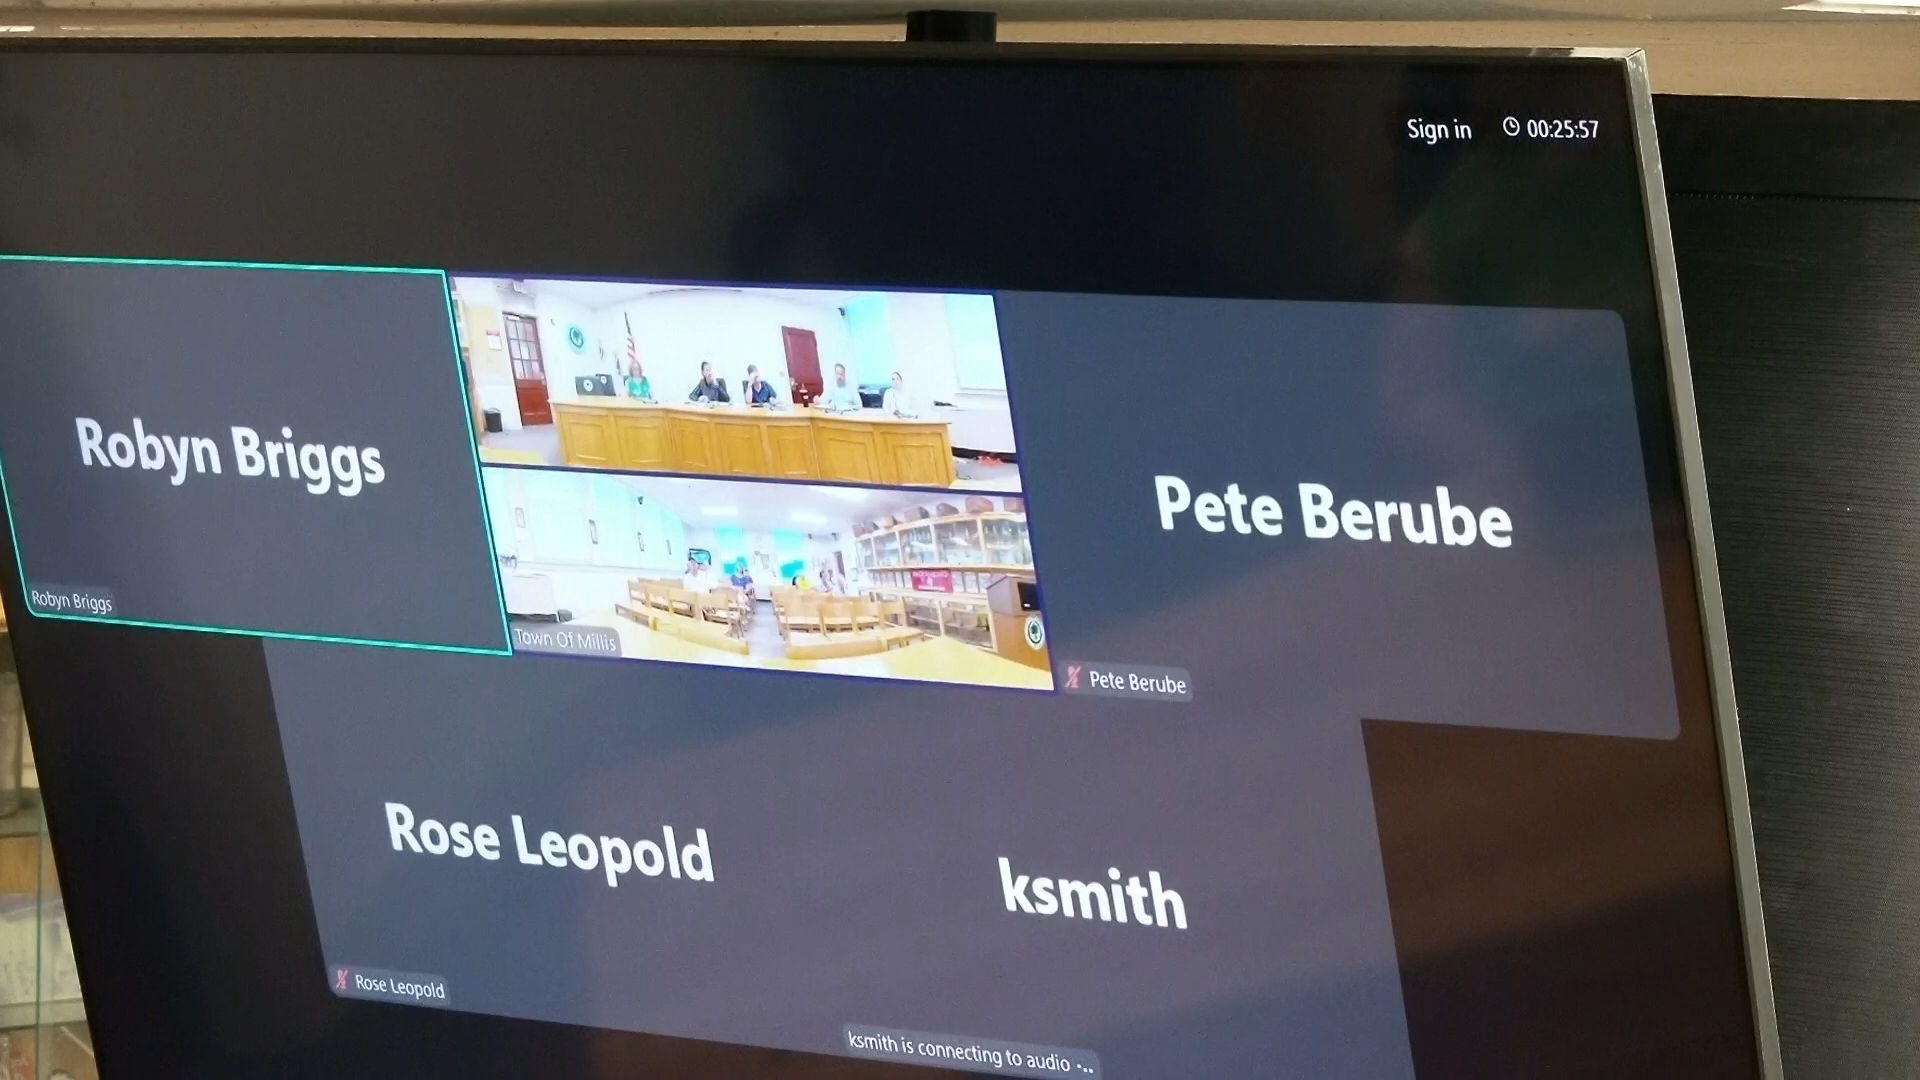 Sign in 00:25:57
Robyn Briggs
Robyn Briggs
Town Of Millis
Pete Berube
Pete Berube
Rose Leopold
Rose Leopold
ksmith
ksmith is connecting to audio ...